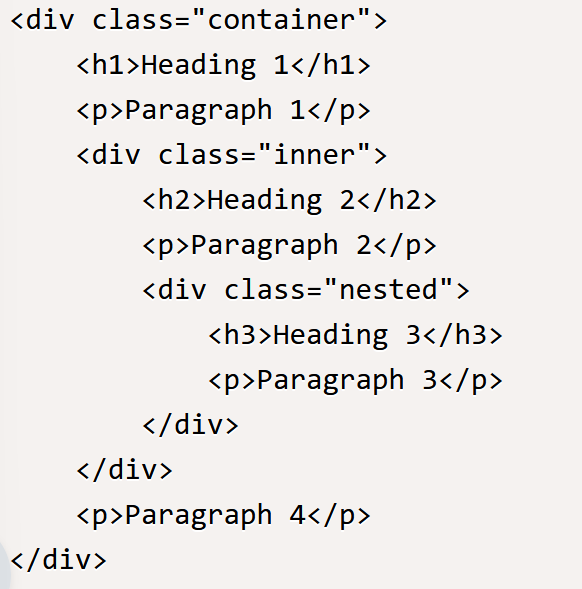 <div class="container">
    <h1>Heading 1</h1>
    <p>Paragraph 1</p>
    <div class="inner">
        <h2>Heading 2</h2>
        <p>Paragraph 2</p>
        <div class="nested">
            <h3>Heading 3</h3>
            <p>Paragraph 3</p>
        </div>
    </div>
    <p>Paragraph 4</p>
</div>